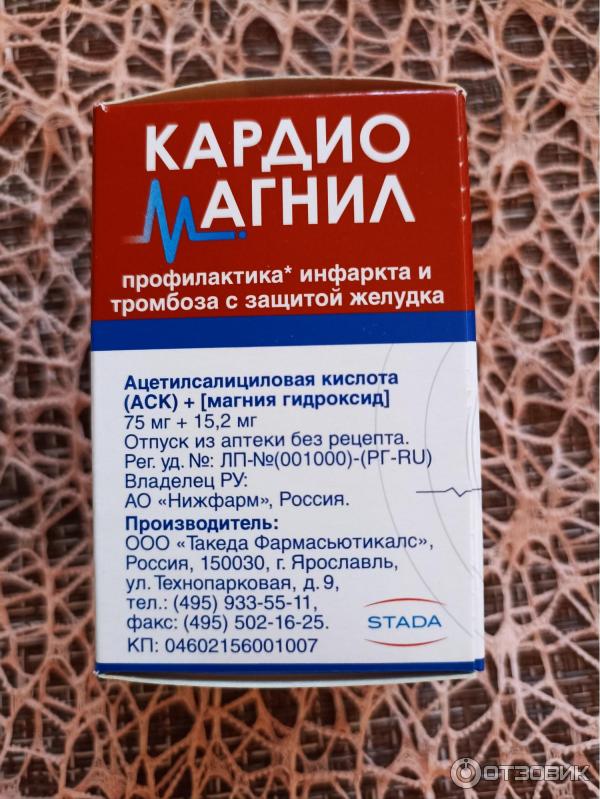 КАРДИО
МАГНИЛ
профилактика* инфаркта и
тромбоза с защитой желудка
Ацетилсалициловая кислота
(АСК) + [магния гидроксид]
75 мг + 15,2 мг
Отпуск из аптеки без рецепта.
Рег. уд. №: ЛП-№(001000)-(РГ-RU)
Владелец РУ:
АО «Нижфарм», Россия.
Производитель:
ООО «Такеда Фармасьютикалс»,
Россия, 150030, г. Ярославль,
ул. Технопарковая, д. 9,
тел.: (495) 933-55-11,
факс: (495) 502-16-25.
КП: 04602156001007
STADA
ОТЗОВИК